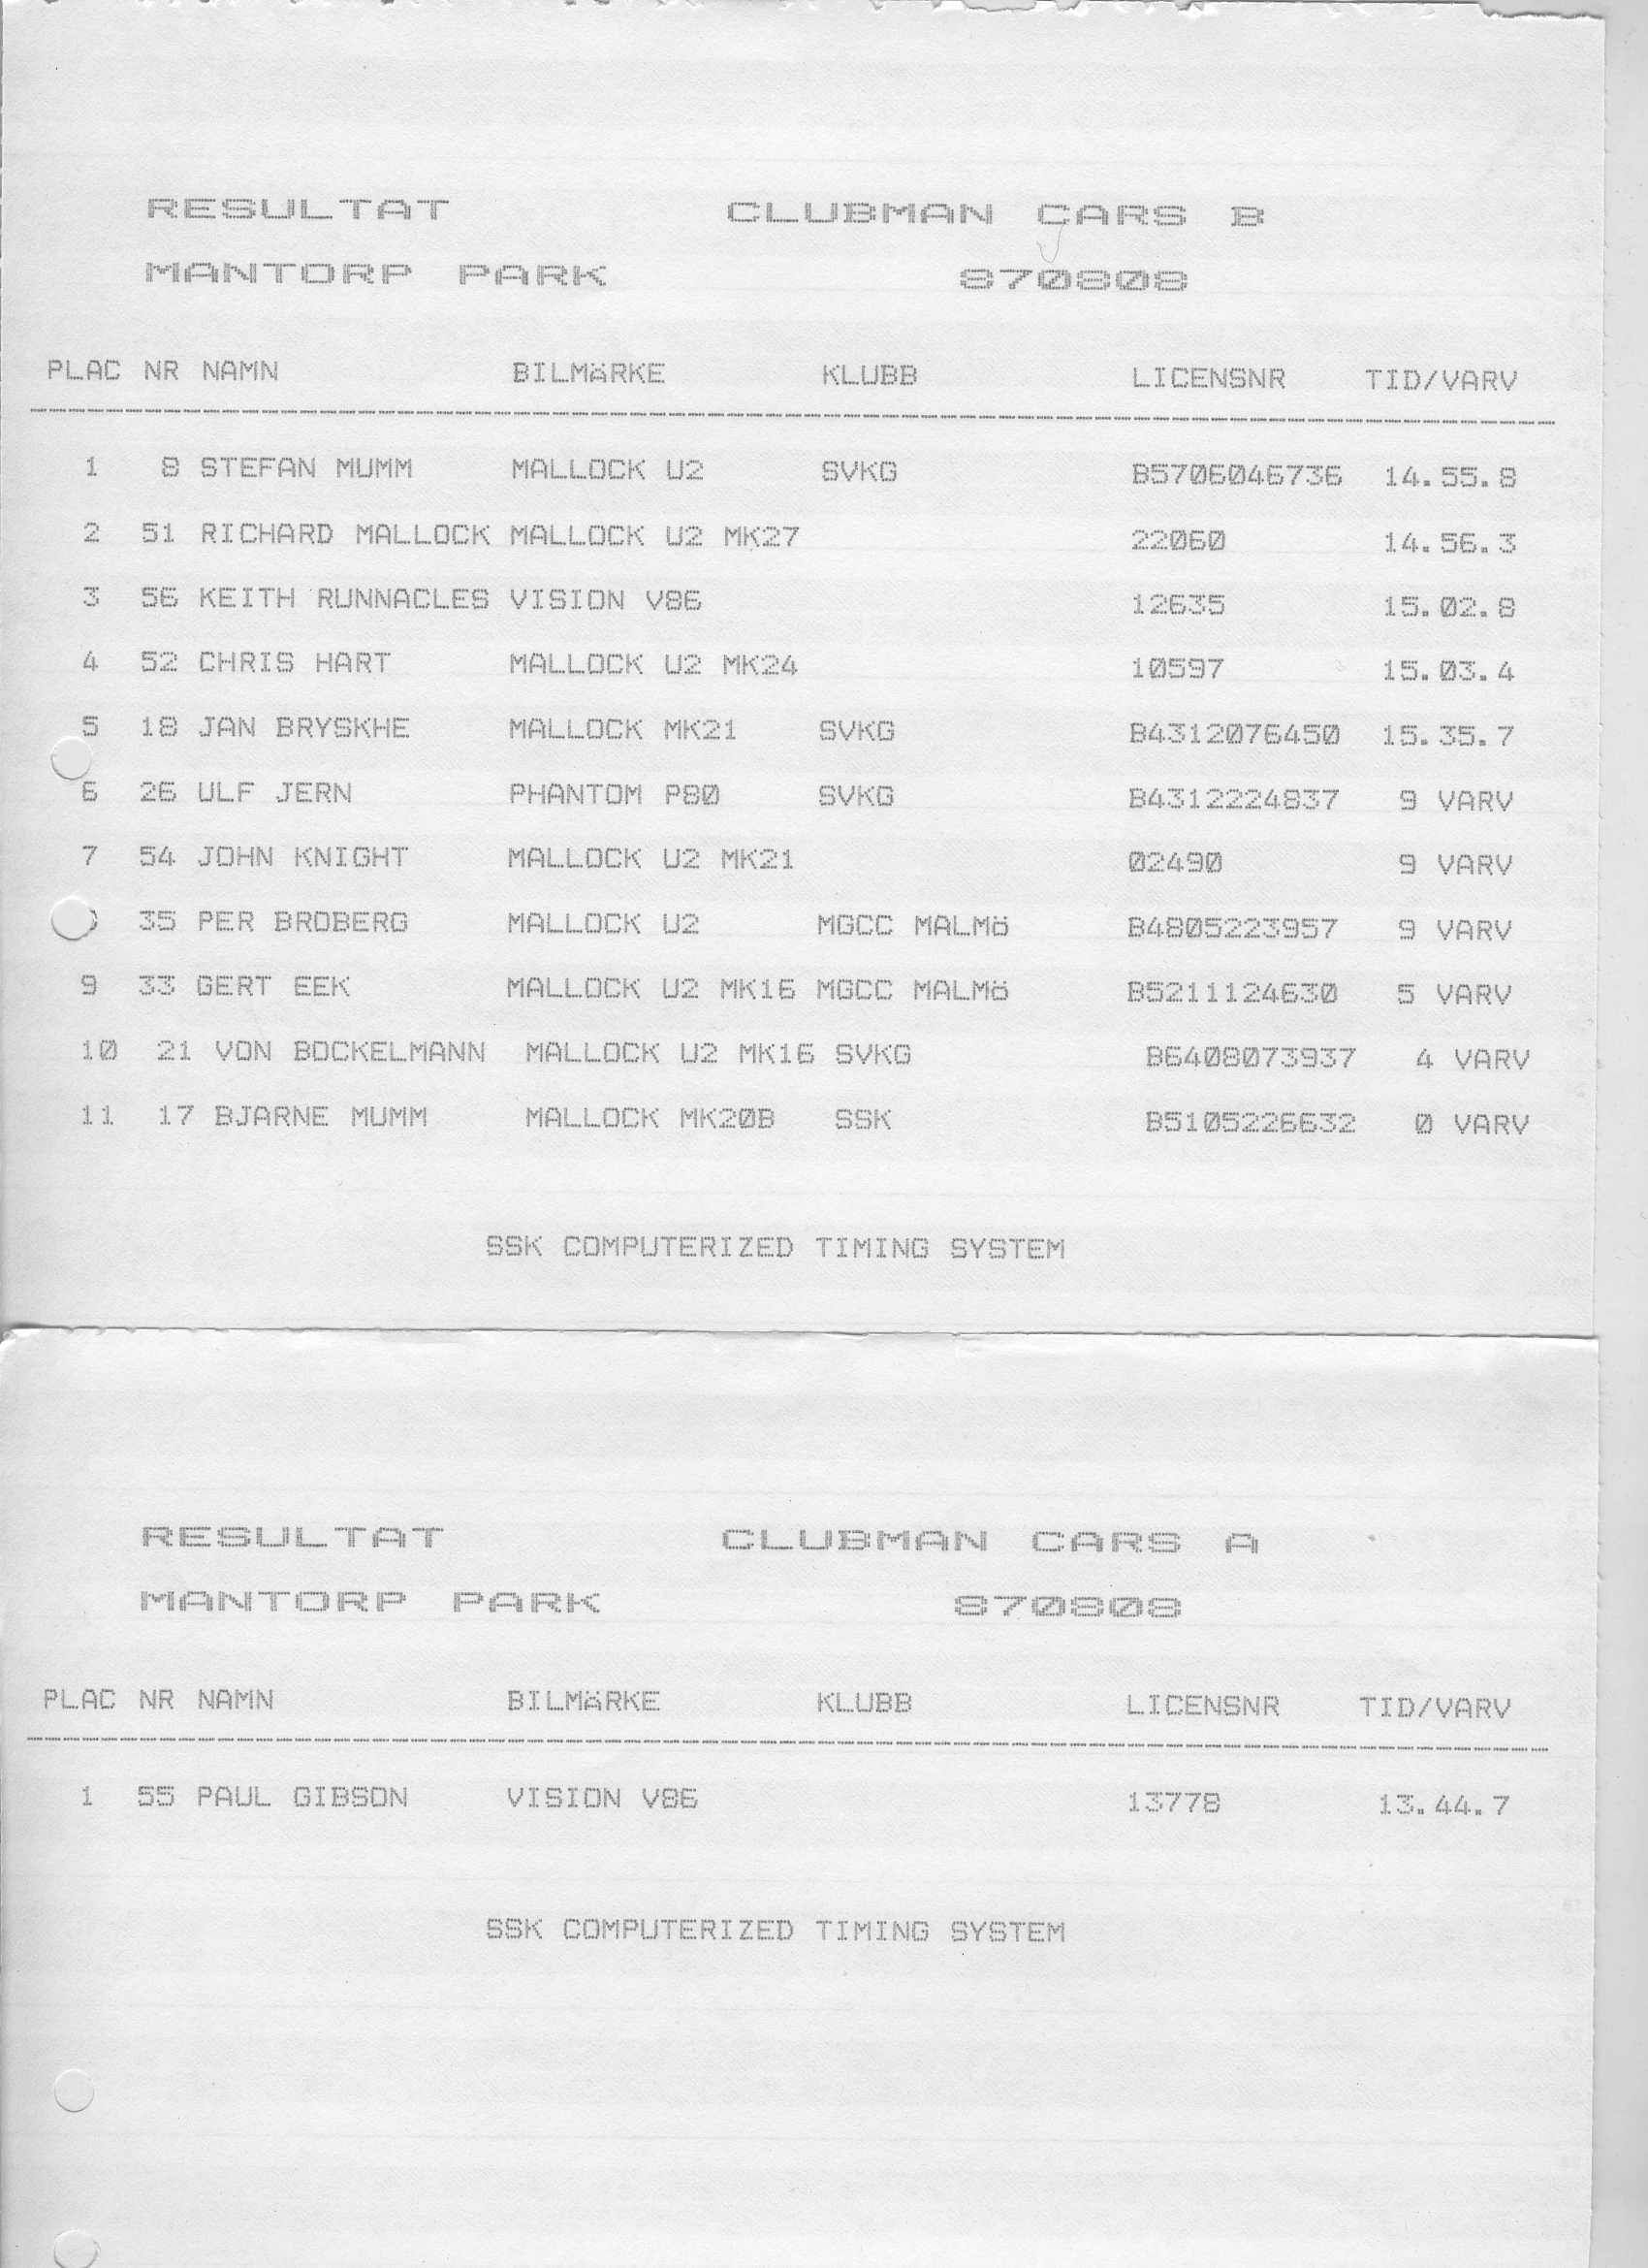 RESULTAT CLUBMAN CARS B
MANTORP PARK 870808
PLAC NR NAMN BILMÄRKE KLUBB LICENSNR TID/VARV
1 8 STEFAN MUMM MALLOCK U2 SVKG B5706046736 14.55.8
2 51 RICHARD MALLOCK MALLOCK U2 MK27 22060 14.56.3
3 56 KEITH RUNNACLES VISION V86 12635 15.02.8
4 52 CHRIS HART MALLOCK U2 MK24 10597 15.03.4
5 18 JAN BRYSKHE MALLOCK MK21 SVKG B4312076450 15.35.7
6 26 ULF JERN PHANTOM P80 SVKG B4312224837 9 VARV
7 54 JOHN KNIGHT MALLOCK U2 MK21 02490 9 VARV
35 PER BROBERG MALLOCK U2 MGCC MALMö B4805223957 9 VARV
9 33 GERT EEK MALLOCK U2 MK16 MGCC MALMö B5211124630 5 VARV
10 21 VON BOCKELMANN MALLOCK U2 MK16 SVKG B6408073937 4 VARV
11 17 BJARNE MUMM MALLOCK MK20B SSK B5105226632 0 VARV
SSK COMPUTERIZED TIMING SYSTEM
RESULTAT CLUBMAN CARS A
MANTORP PARK 870808
PLAC NR NAMN BILMÄRKE KLUBB LICENSNR TID/VARV
1 55 PAUL GIBSON VISION V86 13778 13.44.7
SSK COMPUTERIZED TIMING SYSTEM